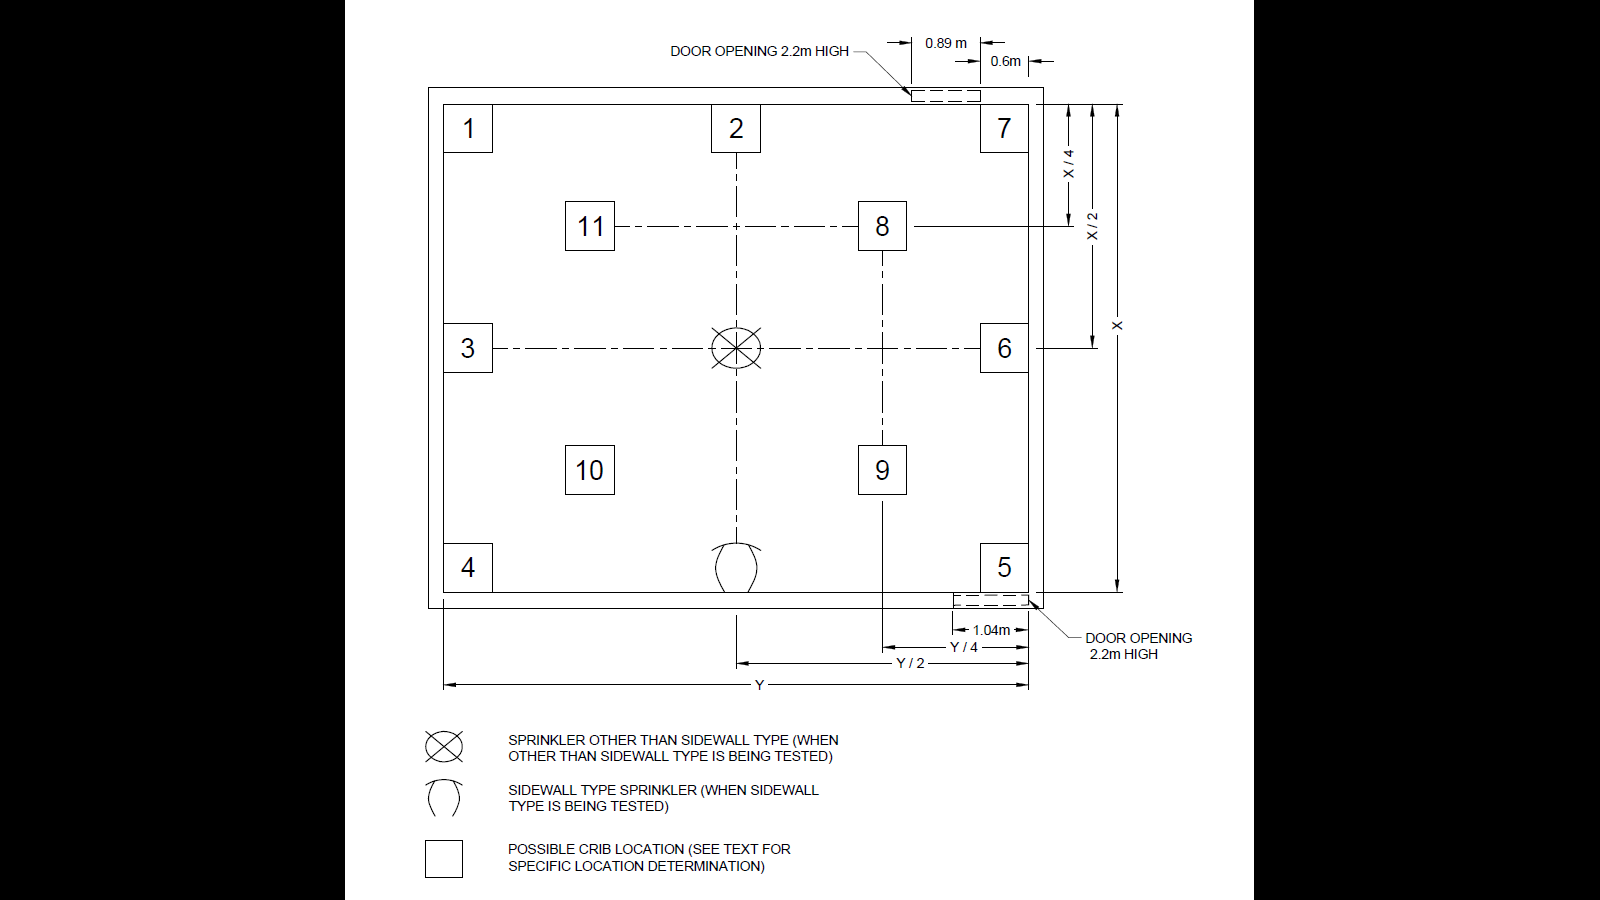 0.89 m
DOOR OPENING 2.2m HIGH
0.6m
1
2
7
X / 4
11
8
X / 2
X
3
6
10
9
4
5
1.04m
DOOR OPENING
2.2m HIGH
Y / 4
Y / 2
Y
SPRINKLER OTHER THAN SIDEWALL TYPE (WHEN
OTHER THAN SIDEWALL TYPE IS BEING TESTED)
SIDEWALL TYPE SPRINKLER (WHEN SIDEWALL
TYPE IS BEING TESTED)
POSSIBLE CRIB LOCATION (SEE TEXT FOR
SPECIFIC LOCATION DETERMINATION)